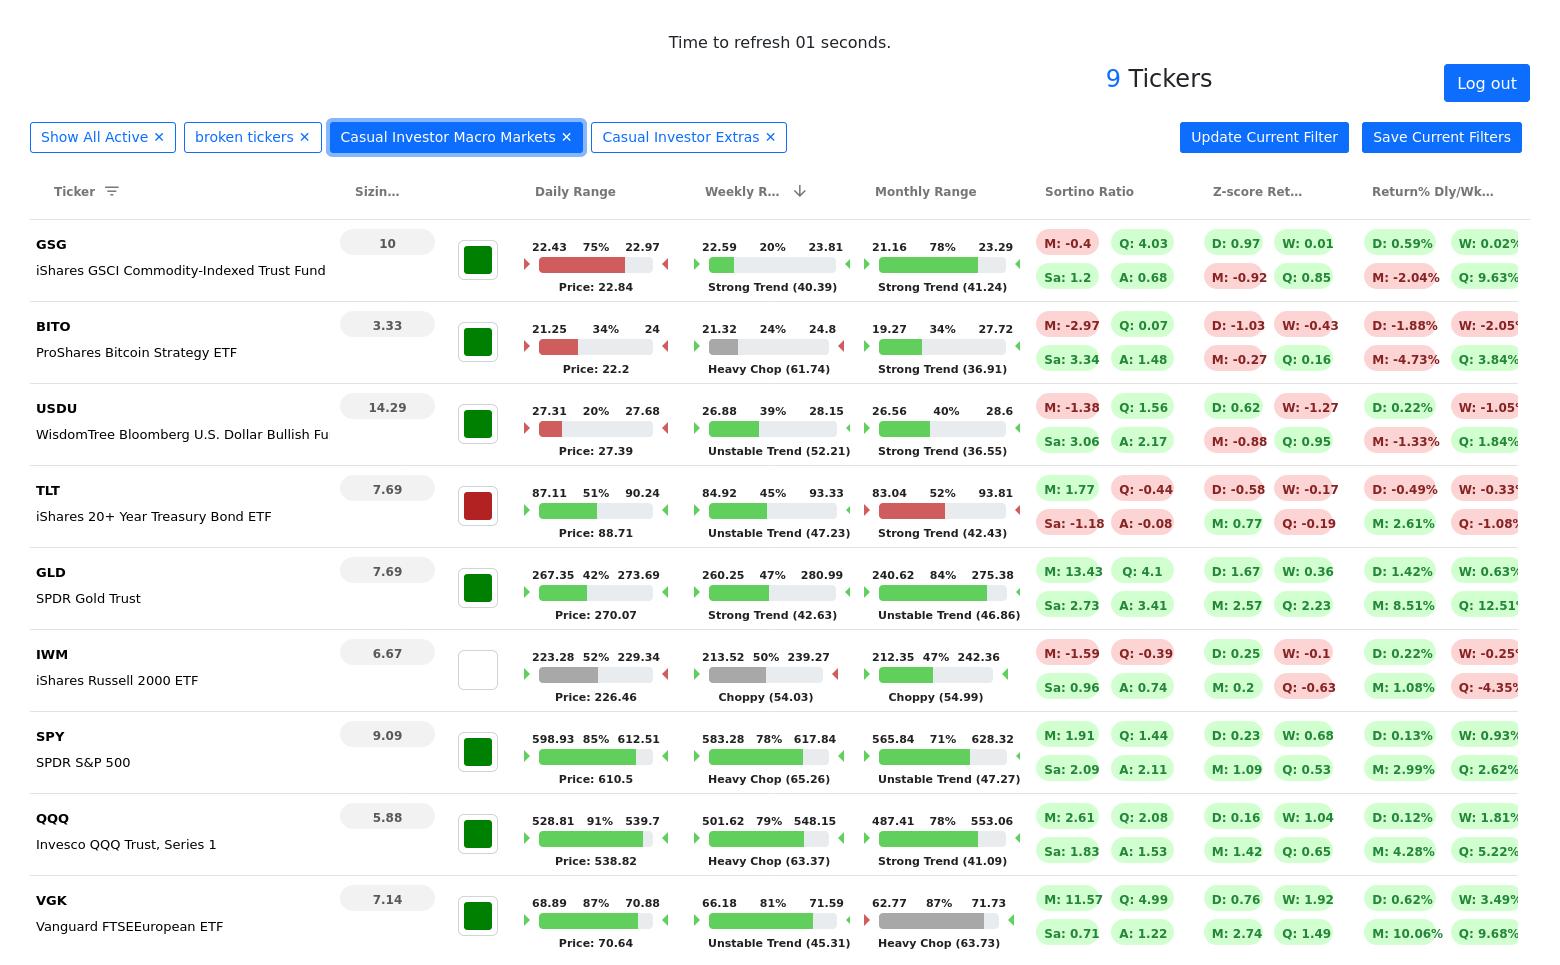 Time to refresh 01 seconds.
9 Tickers
Log out
Show All Active ✕ broken tickers ✕ Casual Investor Macro Markets ✕ Casual Investor Extras ✕ Update Current Filter Save Current Filters
Ticker Sizin... Daily Range Weekly R... Monthly Range Sortino Ratio Z-score Ret... Return% Dly/Wk...
GSG 10 22.43 75% 22.97 22.59 20% 23.81 21.16 78% 23.29 M: -0.4 Q: 4.03 D: 0.97 W: 0.01 D: 0.59% W: 0.02%
iShares GSCI Commodity-Indexed Trust Fund Price: 22.84 Strong Trend (40.39) Strong Trend (41.24) Sa: 1.2 A: 0.68 M: -0.92 Q: 0.85 M: -2.04% Q: 9.63%
BITO 3.33 21.25 34% 24 21.32 24% 24.8 19.27 34% 27.72 M: -2.97 Q: 0.07 D: -1.03 W: -0.43 D: -1.88% W: -2.05%
ProShares Bitcoin Strategy ETF Price: 22.2 Heavy Chop (61.74) Strong Trend (36.91) Sa: 3.34 A: 1.48 M: -0.27 Q: 0.16 M: -4.73% Q: 3.84%
USDU 14.29 27.31 20% 27.68 26.88 39% 28.15 26.56 40% 28.6 M: -1.38 Q: 1.56 D: 0.62 W: -1.27 D: 0.22% W: -1.05%
WisdomTree Bloomberg U.S. Dollar Bullish Fu Price: 27.39 Unstable Trend (52.21) Strong Trend (36.55) Sa: 3.06 A: 2.17 M: -0.88 Q: 0.95 M: -1.33% Q: 1.84%
TLT 7.69 87.11 51% 90.24 84.92 45% 93.33 83.04 52% 93.81 M: 1.77 Q: -0.44 D: -0.58 W: -0.17 D: -0.49% W: -0.33%
iShares 20+ Year Treasury Bond ETF Price: 88.71 Unstable Trend (47.23) Strong Trend (42.43) Sa: -1.18 A: -0.08 M: 0.77 Q: -0.19 M: 2.61% Q: -1.08%
GLD 7.69 267.35 42% 273.69 260.25 47% 280.99 240.62 84% 275.38 M: 13.43 Q: 4.1 D: 1.67 W: 0.36 D: 1.42% W: 0.63%
SPDR Gold Trust Price: 270.07 Strong Trend (42.63) Unstable Trend (46.86) Sa: 2.73 A: 3.41 M: 2.57 Q: 2.23 M: 8.51% Q: 12.51%
IWM 6.67 223.28 52% 229.34 213.52 50% 239.27 212.35 47% 242.36 M: -1.59 Q: -0.39 D: 0.25 W: -0.1 D: 0.22% W: -0.25%
iShares Russell 2000 ETF Price: 226.46 Choppy (54.03) Choppy (54.99) Sa: 0.96 A: 0.74 M: 0.2 Q: -0.63 M: 1.08% Q: -4.35%
SPY 9.09 598.93 85% 612.51 583.28 78% 617.84 565.84 71% 628.32 M: 1.91 Q: 1.44 D: 0.23 W: 0.68 D: 0.13% W: 0.93%
SPDR S&P 500 Price: 610.5 Heavy Chop (65.26) Unstable Trend (47.27) Sa: 2.09 A: 2.11 M: 1.09 Q: 0.53 M: 2.99% Q: 2.62%
QQQ 5.88 528.81 91% 539.7 501.62 79% 548.15 487.41 78% 553.06 M: 2.61 Q: 2.08 D: 0.16 W: 1.04 D: 0.12% W: 1.81%
Invesco QQQ Trust, Series 1 Price: 538.82 Heavy Chop (63.37) Strong Trend (41.09) Sa: 1.83 A: 1.53 M: 1.42 Q: 0.65 M: 4.28% Q: 5.22%
VGK 7.14 68.89 87% 70.88 66.18 81% 71.59 62.77 87% 71.73 M: 11.57 Q: 4.99 D: 0.76 W: 1.92 D: 0.62% W: 3.49%
Vanguard FTSEEuropean ETF Price: 70.64 Unstable Trend (45.31) Heavy Chop (63.73) Sa: 0.71 A: 1.22 M: 2.74 Q: 1.49 M: 10.06% Q: 9.68%